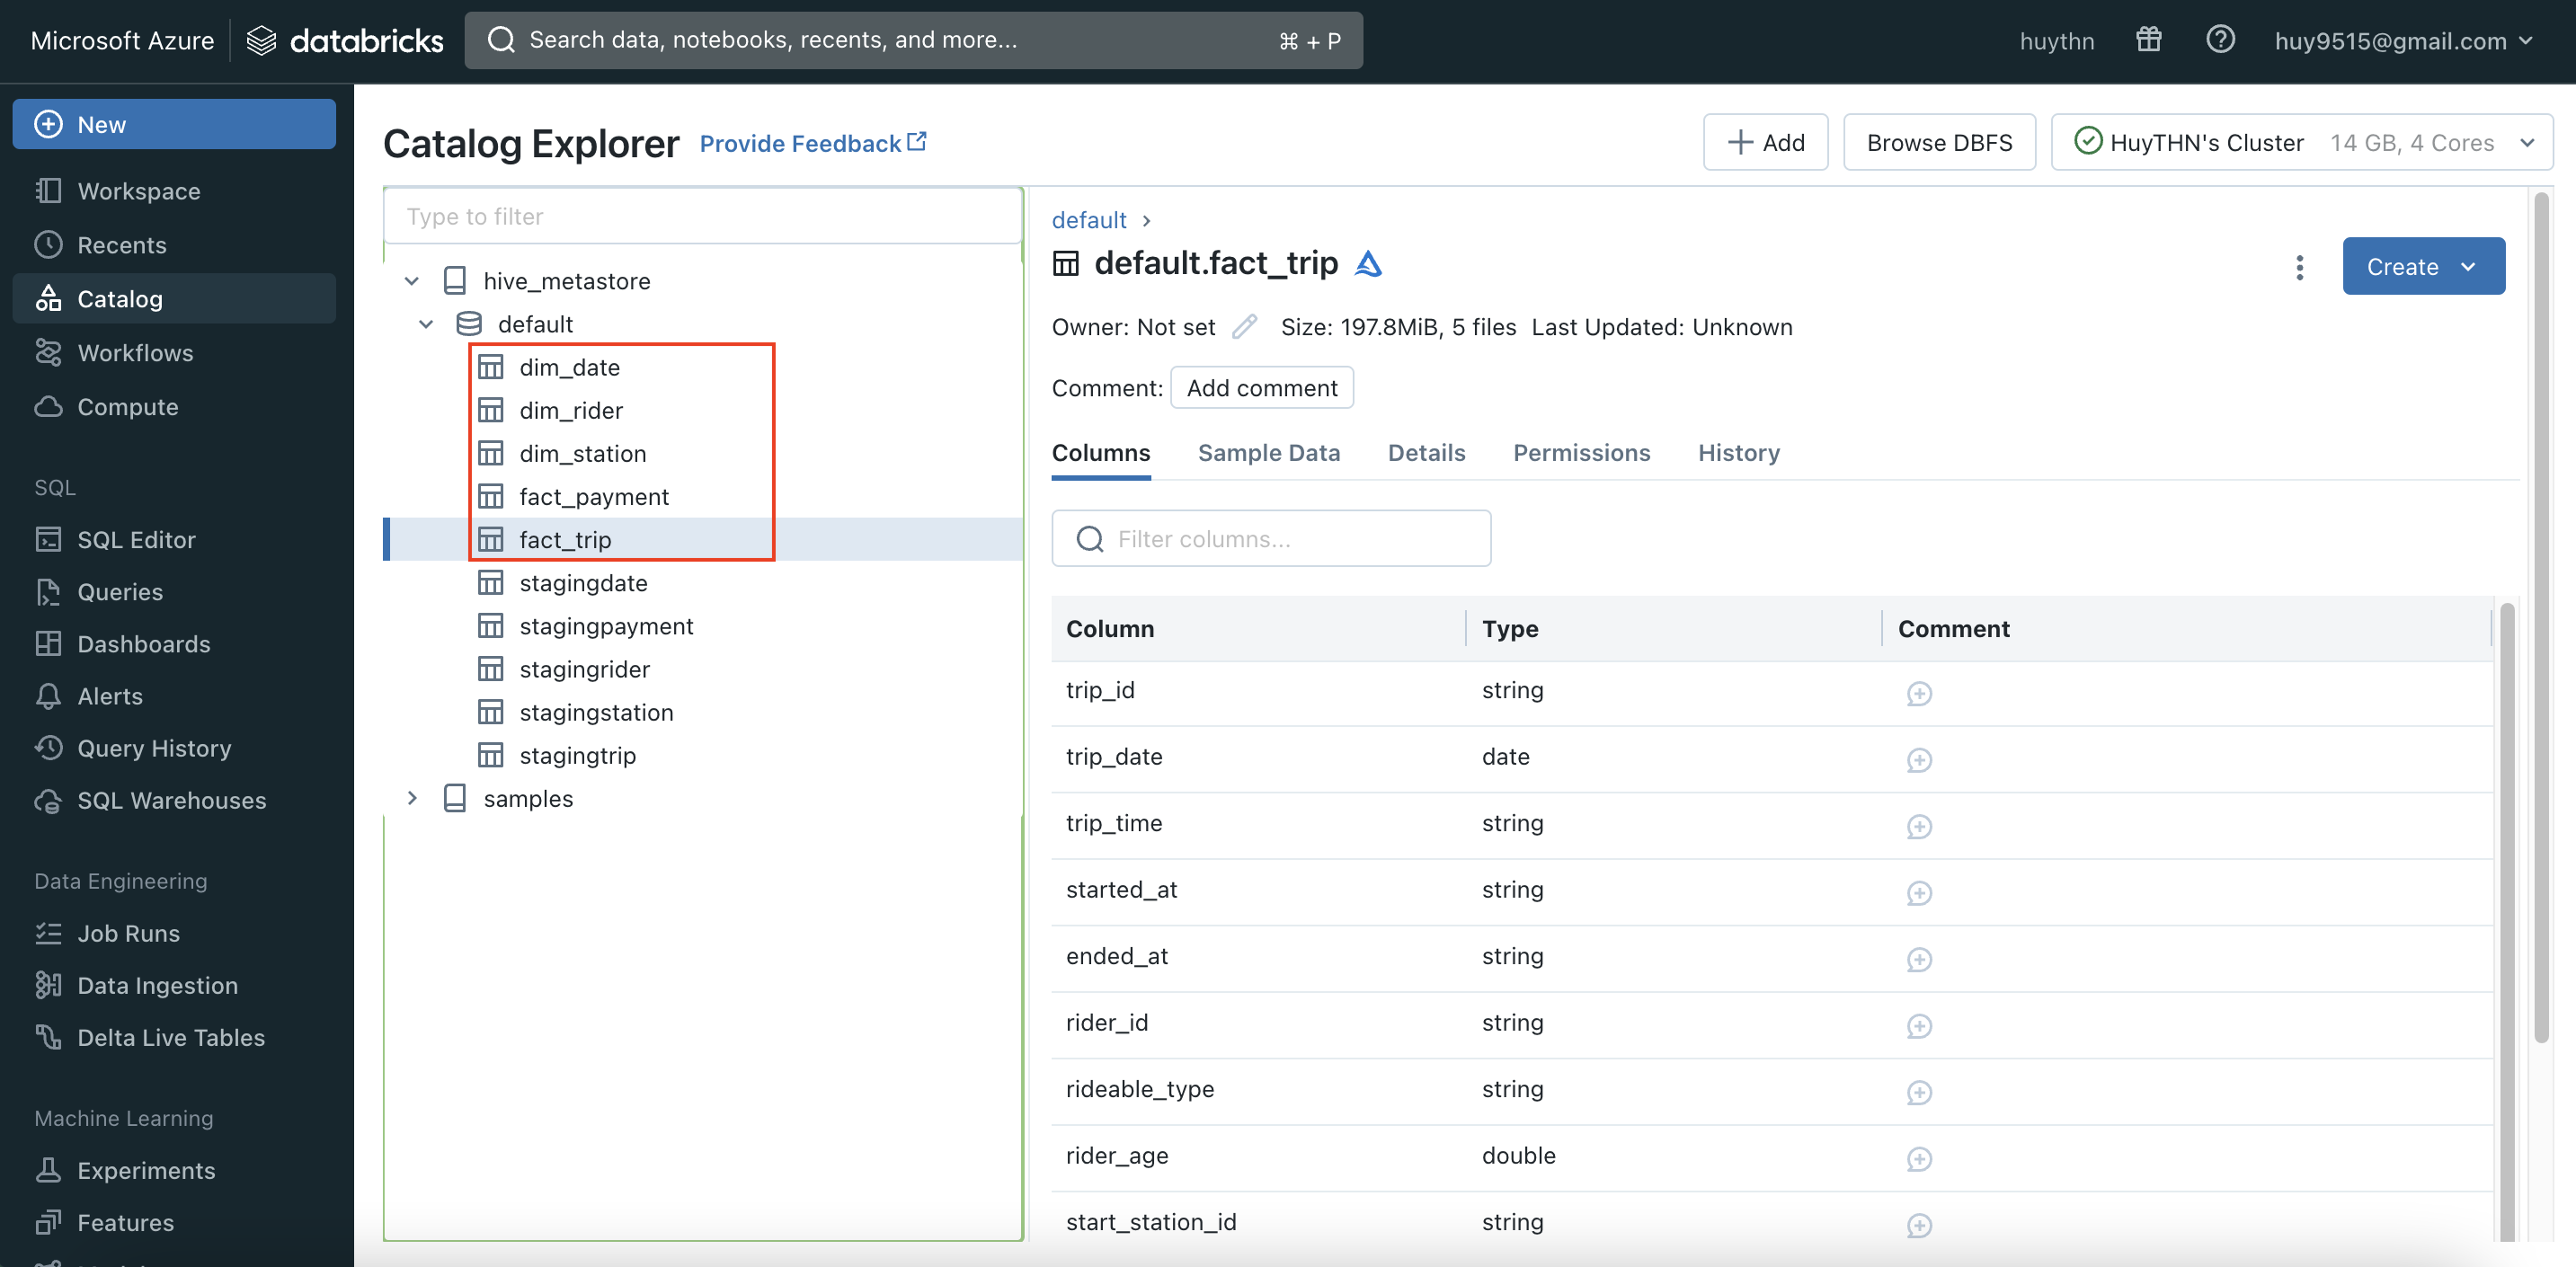 Microsoft Azure databricks Search data, notebooks, recents, and more... ⌘ + P huythn huy9515@gmail.com
New
Workspace
Recents
Catalog
Workflows
Compute
SQL
SQL Editor
Queries
Dashboards
Alerts
Query History
SQL Warehouses
Data Engineering
Job Runs
Data Ingestion
Delta Live Tables
Machine Learning
Experiments
Features
Catalog Explorer Provide Feedback
Add Browse DBFS HuyTHN's Cluster 14 GB, 4 Cores
Type to filter
hive_metastore
default
dim_date
dim_rider
dim_station
fact_payment
fact_trip
stagingdate
stagingpayment
stagingrider
stagingstation
stagingtrip
samples
default
default.fact_trip
Create
Owner: Not set Size: 197.8MiB, 5 files Last Updated: Unknown
Comment: Add comment
Columns Sample Data Details Permissions History
Filter columns...
Column Type Comment
trip_id string
trip_date date
trip_time string
started_at string
ended_at string
rider_id string
rideable_type string
rider_age double
start_station_id string